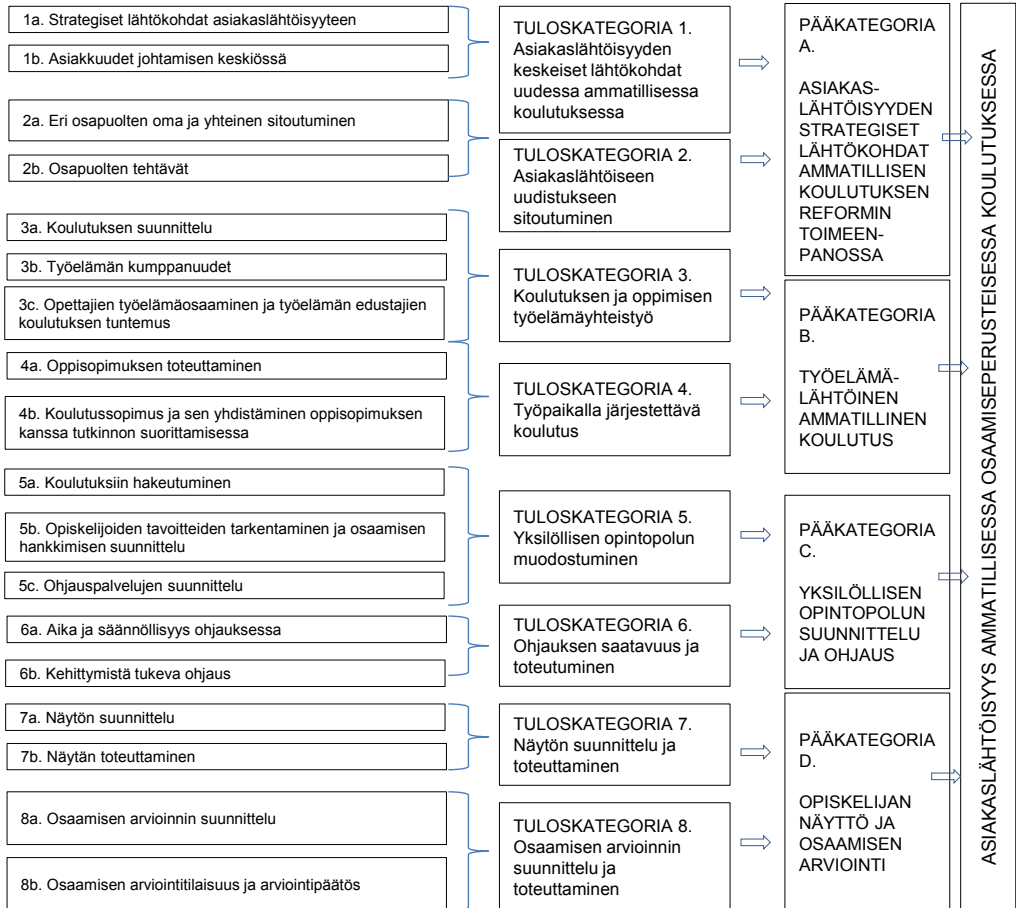 1a. Strategiset lähtökohdat asiakaslähtöisyyteen
1b. Asiakkuudet johtamisen keskiössä
2a. Eri osapuolten oma ja yhteinen sitoutuminen
2b. Osapuolten tehtävät
3a. Koulutuksen suunnittelu
3b. Työelämän kumppanuudet
3c. Opettajien työelämäosaaminen ja työelämän edustajien
koulutuksen tuntemus
4a. Oppisopimuksen toteuttaminen
4b. Koulutussopimus ja sen yhdistäminen oppisopimuksen
kanssa tutkinnon suorittamisessa
5a. Koulutuksiin hakeutuminen
5b. Opiskelijoiden tavoitteiden tarkentaminen ja osaamisen
hankkimisen suunnittelu
5c. Ohjauspalvelujen suunnittelu
6a. Aika ja säännöllisyys ohjauksessa
6b. Kehittymistä tukeva ohjaus
7a. Näytön suunnittelu
7b. Näytän toteuttaminen
8a. Osaamisen arvioinnin suunnittelu
8b. Osaamisen arviointitilaisuus ja arviointipäätös
TULOSKATEGORIA 1.
Asiakaslähtöisyyden
keskeiset lähtökohdat
uudessa ammatillisessa
koulutuksessa
TULOSKATEGORIA 2.
Asiakaslähtöiseen
uudistukseen
sitoutuminen
TULOSKATEGORIA 3.
Koulutuksen ja oppimisen
työelämäyhteistyö
TULOSKATEGORIA 4.
Työpaikalla järjestettävä
koulutus
TULOSKATEGORIA 5.
Yksilöllisen opintopolun
muodostuminen
TULOSKATEGORIA 6.
Ohjauksen saatavuus ja
toteutuminen
TULOSKATEGORIA 7.
Näytön suunnittelu ja
toteuttaminen
TULOSKATEGORIA 8.
Osaamisen arvioinnin
suunnittelu ja
toteuttaminen
PÄÄKATEGORIA
A.
ASIAKAS-
LÄHTÖISYYDEN
STRATEGISET
LÄHTÖKOHDAT
AMMATILLISEN
KOULUTUKSEN
REFORMIN
TOIMEEN-
PANOSSA
PÄÄKATEGORIA
B.
TYÖELÄMÄ-
LÄHTÖINEN
AMMATILLINEN
KOULUTUS
PÄÄKATEGORIA
C.
YKSILÖLLISEN
OPINTOPOLUN
SUUNNITTELU
JA OHJAUS
PÄÄKATEGORIA
D.
OPISKELIJAN
NÄYTTÖ JA
OSAAMISEN
ARVIOINTI
ASIAKASLÄHTÖISYYS AMMATILLISESSA OSAAMISEPERUSTEISESSA KOULUTUKSESSA